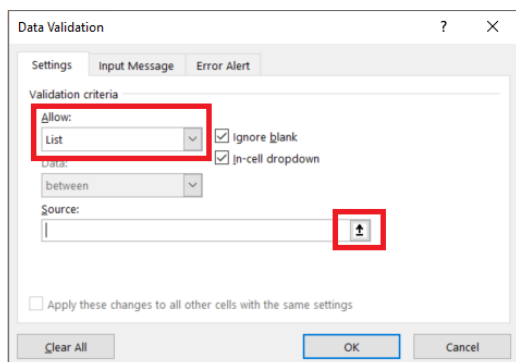 Data Validation ? ×
Settings Input Message Error Alert
Validation criteria
Allow:
List
Ignore blank
Data:
In-cell dropdown
between
Source:
Apply these changes to all other cells with the same settings
Clear All OK Cancel